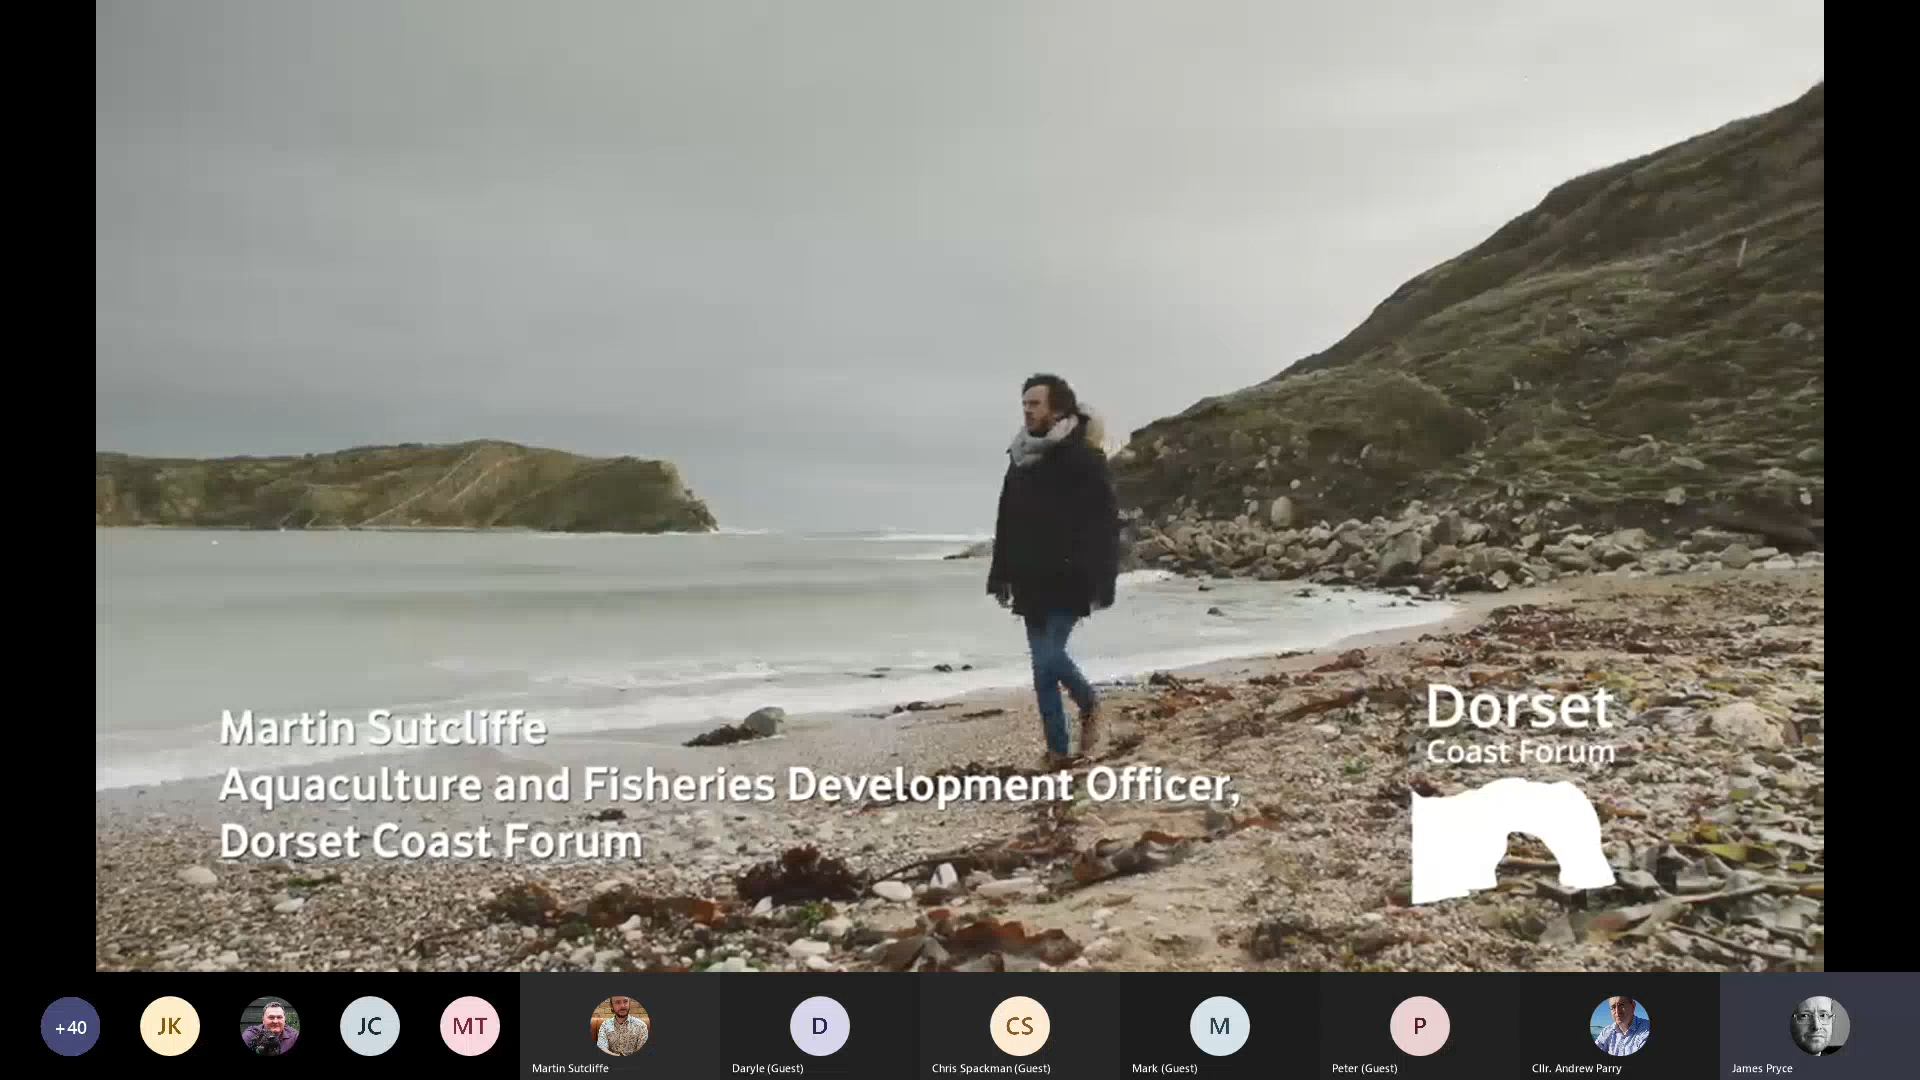 Martin Sutcliffe
Aquaculture and Fisheries Development Officer,
Dorset Coast Forum
Dorset
Coast Forum
+40
JK
JC
MT
D
CS
M
P
Martin Sutcliffe
Daryle (Guest)
Chris Spackman (Guest)
Mark (Guest)
Peter (Guest)
Cllr. Andrew Parry
James Pryce